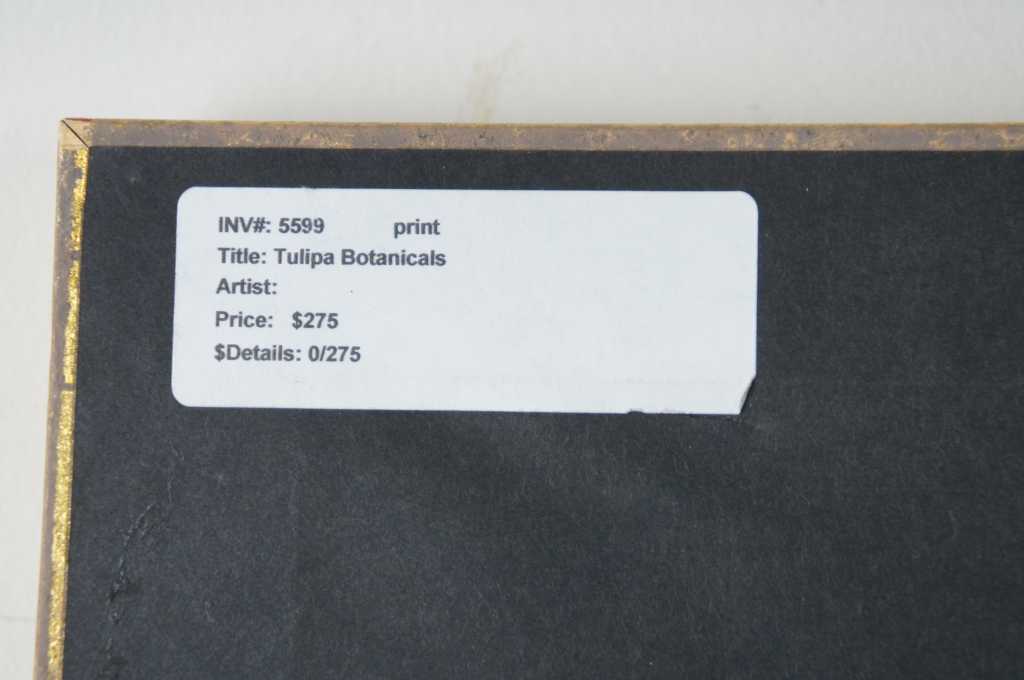 INV#: 5599 print
Title: Tulipa Botanicals
Artist:
Price: $275
$Details: 0/275